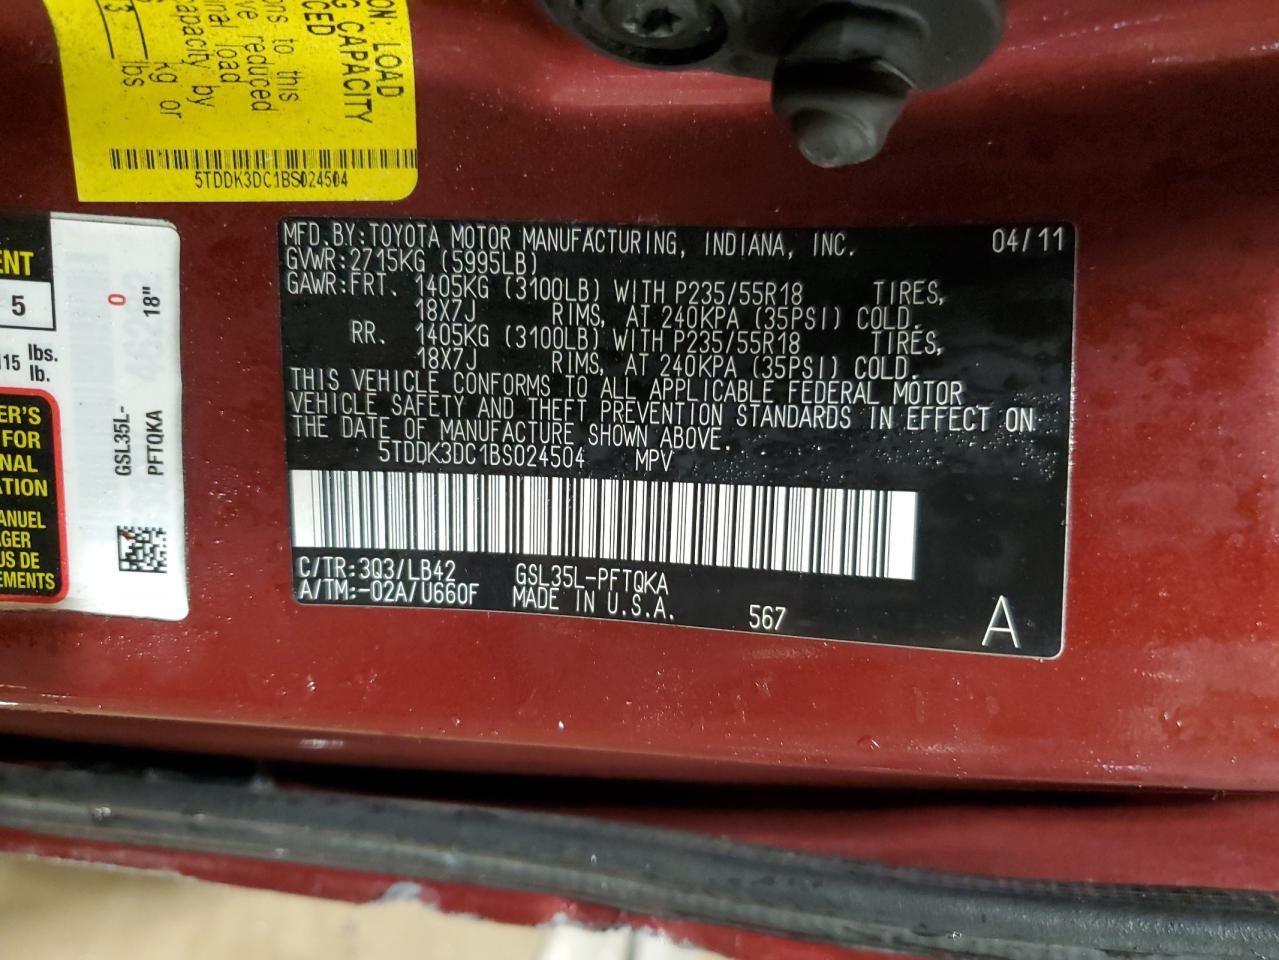 ON: LOAD
G CAPACITY
CED
ons to this
ve reduced
nal load
capacity by
kg or
lbs
5TDDK3DC1BS024504
ENT
5
115 lbs.
lb.
0
18"
GSL35L-
PFTQKA
ER'S
FOR
NAL
ATION
ANUEL
AGER
US DE
EMENTS
MFD.BY:TOYOTA MOTOR MANUFACTURING, INDIANA, INC. 04/11
GVWR:2715KG (5995LB)
GAWR:FRT. 1405KG (3100LB) WITH P235/55R18 TIRES,
18X7J RIMS, AT 240KPA (35PSI) COLD.
RR. 1405KG (3100LB) WITH P235/55R18 TIRES,
18X7J RIMS, AT 240KPA (35PSI) COLD.
THIS VEHICLE CONFORMS TO ALL APPLICABLE FEDERAL MOTOR
VEHICLE SAFETY AND THEFT PREVENTION STANDARDS IN EFFECT ON
THE DATE OF MANUFACTURE SHOWN ABOVE.
5TDDK3DC1BS024504 MPV
C/TR:3Q3/LB42 GSL35L-PFTQKA
A/TM:-02A/U660F MADE IN U.S.A. 567
A